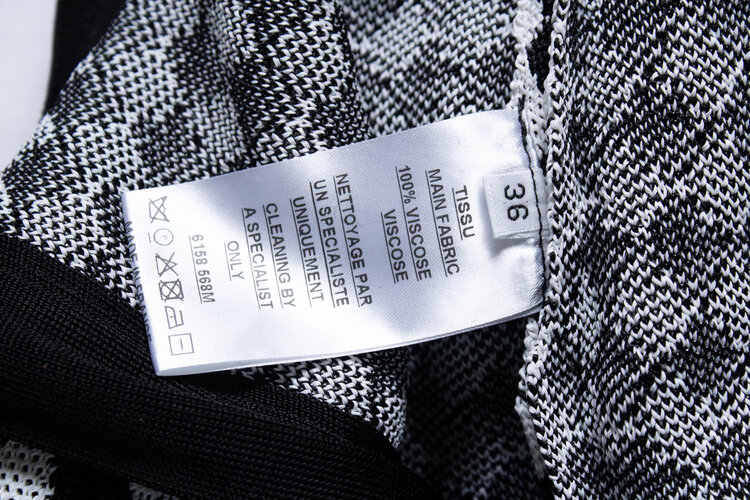 36
TISSU
MAIN FABRIC
100% VISCOSE
VISCOSE
NETTOYAGE PAR
UN SPECIALISTE
UNIQUEMENT
CLEANING BY
A SPECIALIST
ONLY
6158 568M